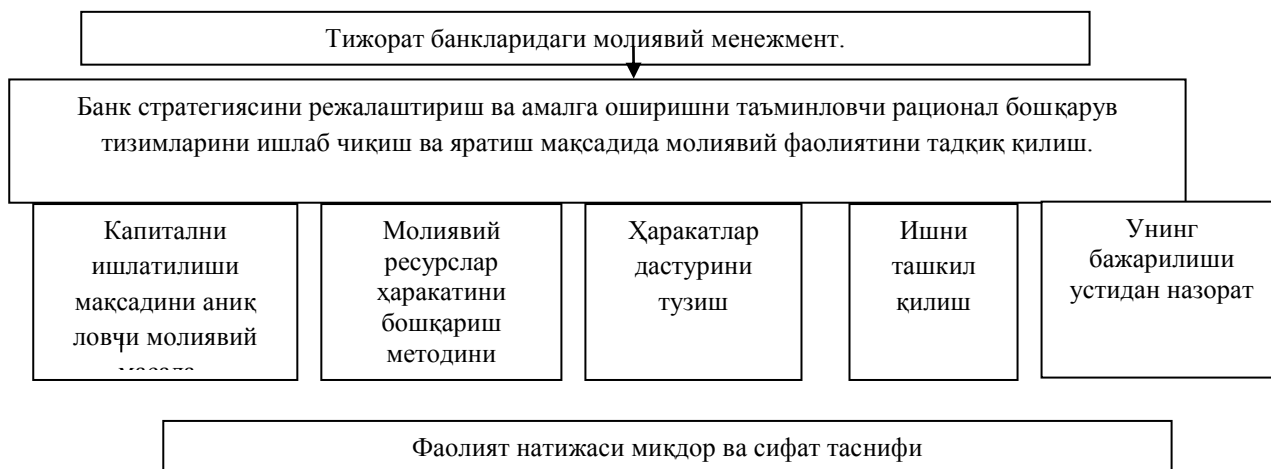 Тижорат банкларидаги молиявий менежмент.
Банк стратегиясини режалаштириш ва амалга оширишни таъминловчи рационал бошқарув
тизимларини ишлаб чиқиш ва яратиш мақсадида молиявий фаолиятини тадқиқ қилиш.
Капитални
ишлатилиши
мақсадини аниқ
ловчи молиявий
Молиявий
ресурслар
ҳаракатини
бошқариш
методини
Ҳаракатлар
дастурини
тузиш
Ишни
ташкил
қилиш
Унинг
бажарилиши
устидан назорат
Фаолият натижаси миқдор ва сифат таснифи